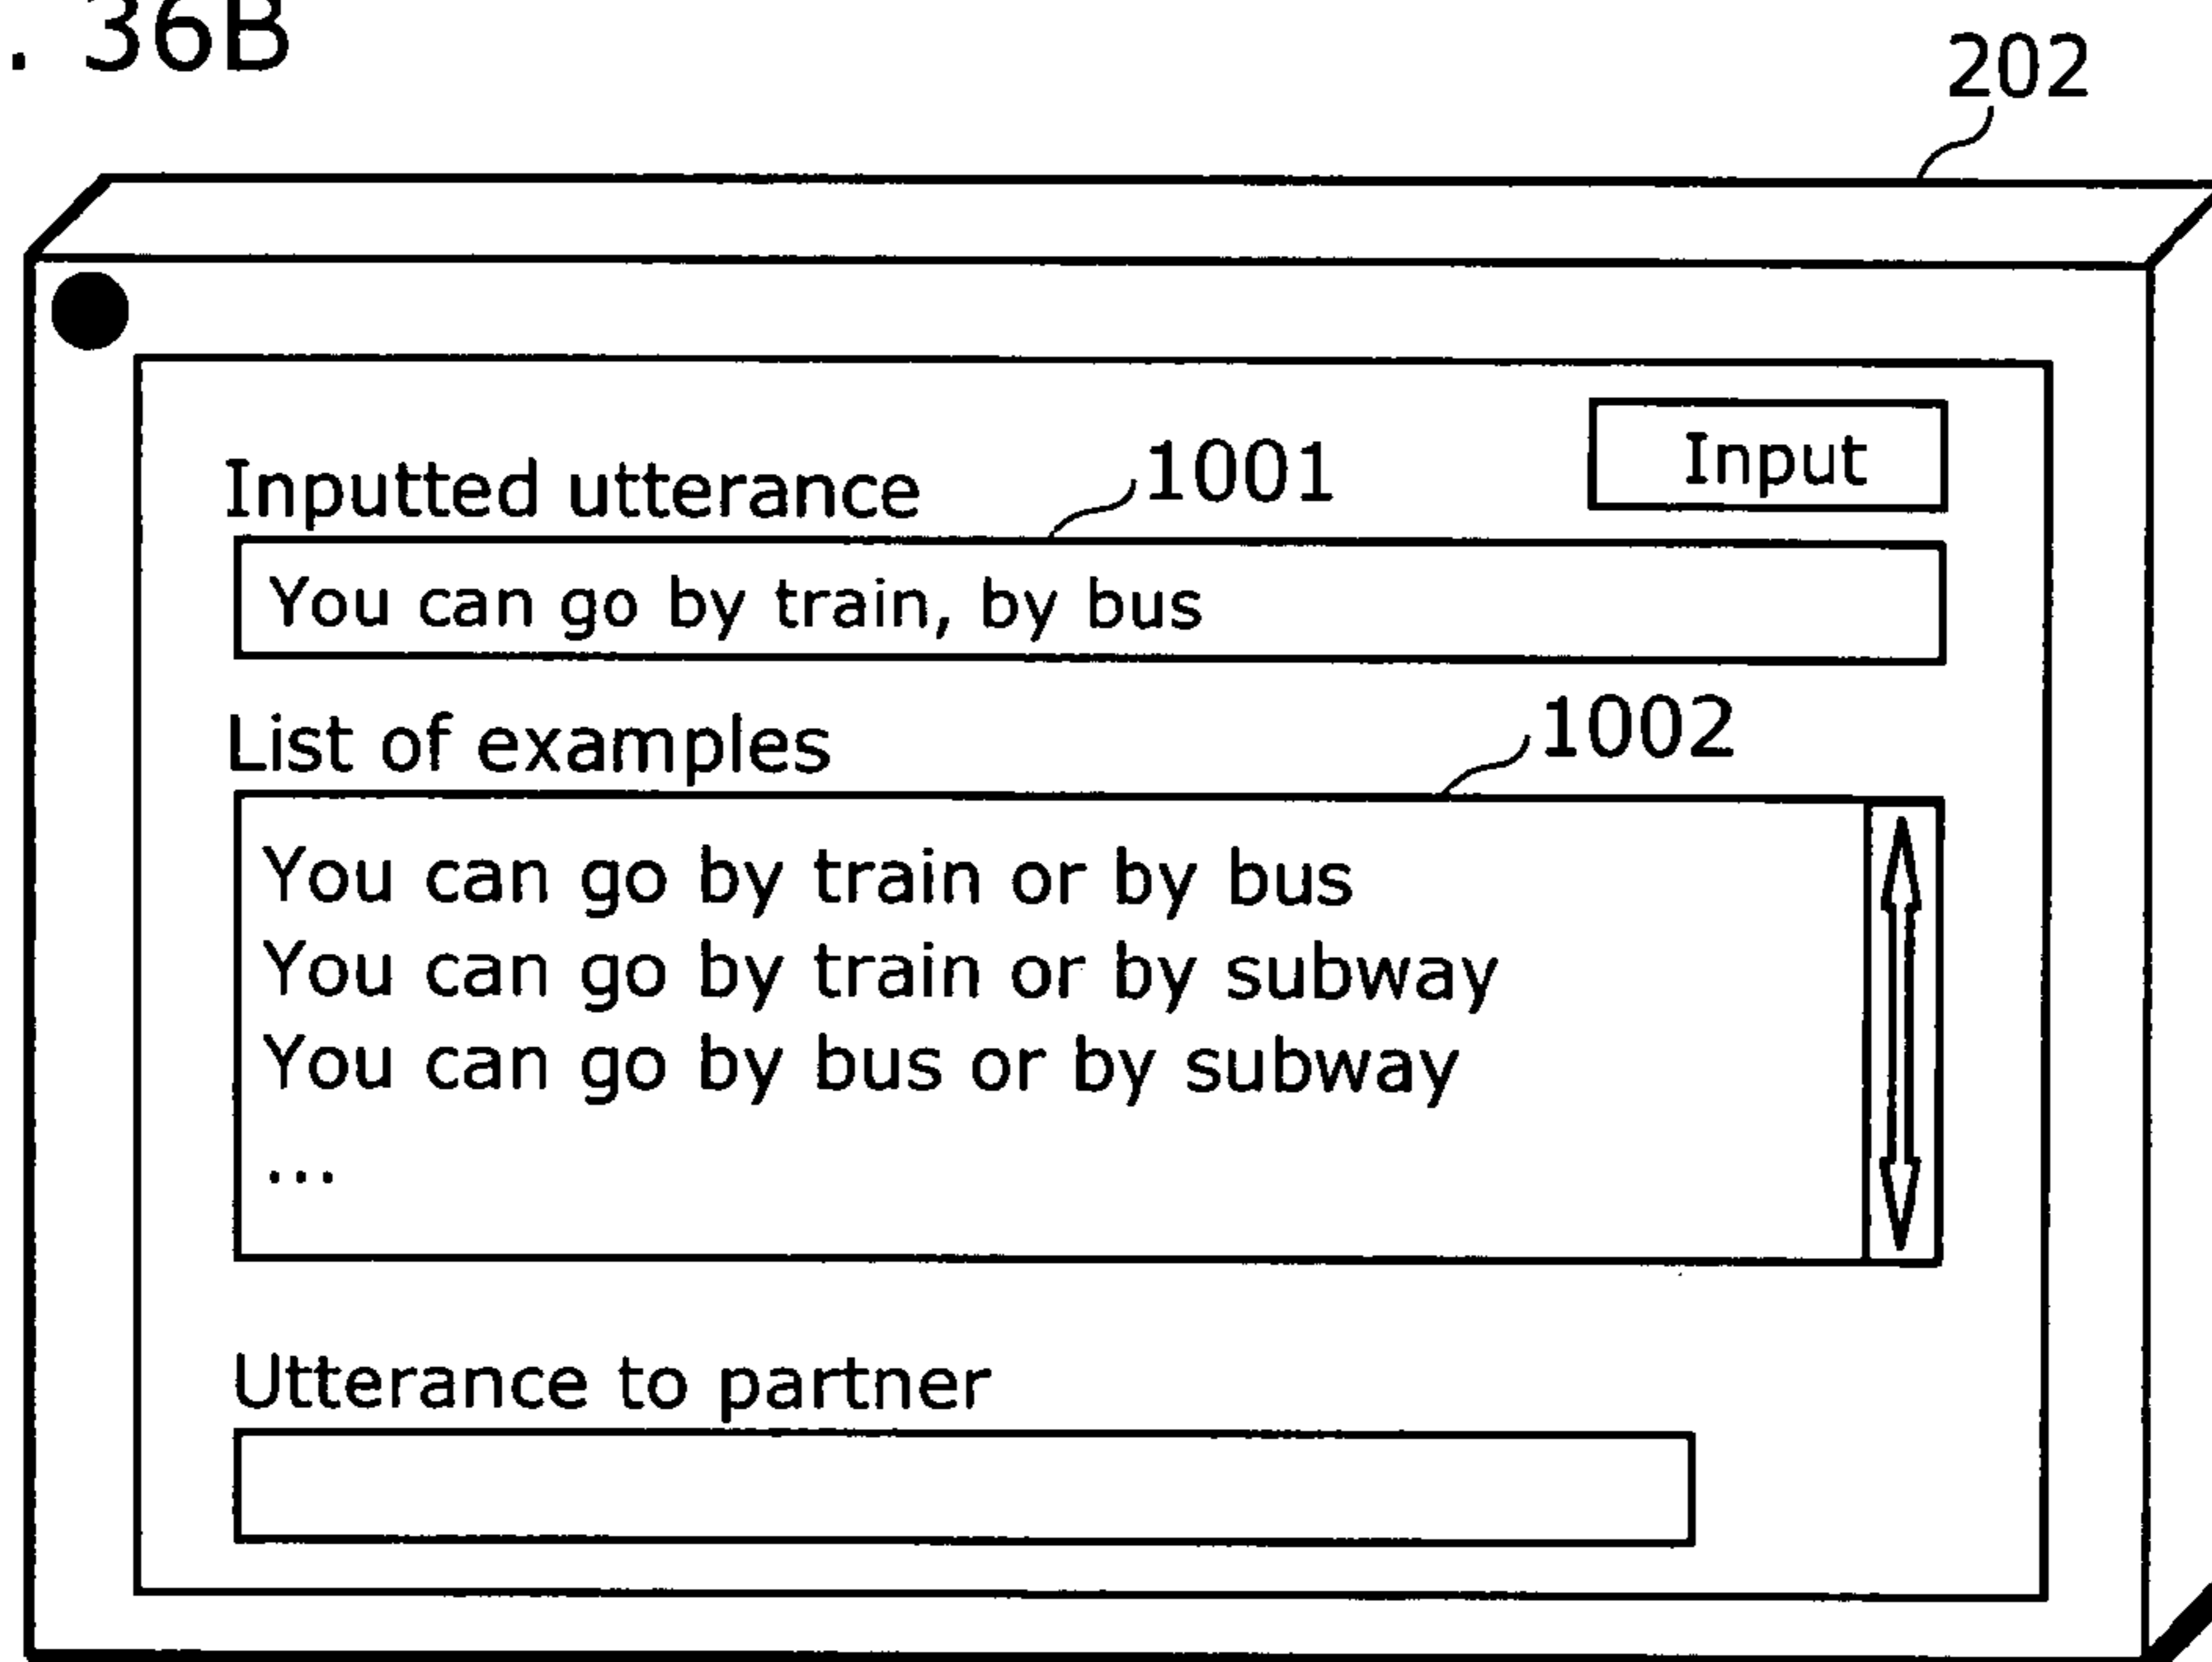 . 36B
202
Input
Inputted utterance 1001
You can go by train, by bus
List of examples 1002
You can go by train or by bus
You can go by train or by subway
You can go by bus or by subway
...
Utterance to partner